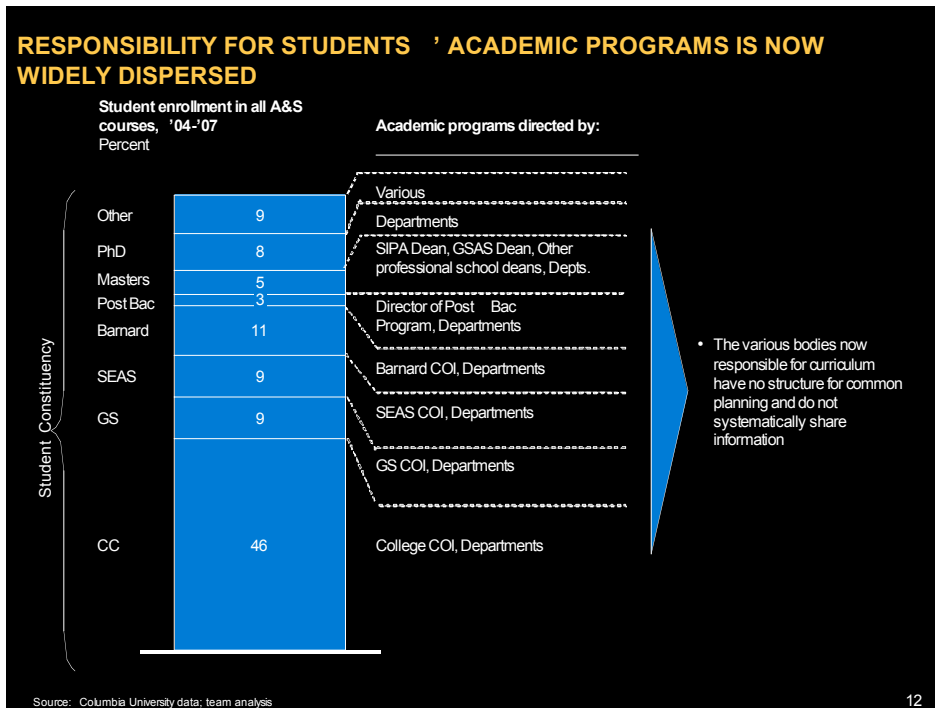 RESPONSIBILITY FOR STUDENTS ’ ACADEMIC PROGRAMS IS NOW
WIDELY DISPERSED
Student enrollment in all A&S
courses, ’04-’07
Percent
Academic programs directed by:
Student Constituency
Other
9
Various
PhD
8
Departments
Masters
5
SIPA Dean, GSAS Dean, Other
professional school deans, Depts.
Post Bac
3
Director of Post Bac
Program, Departments
Barnard
11
Barnard COI, Departments
SEAS
9
SEAS COI, Departments
GS
9
GS COI, Departments
CC
46
College COI, Departments
• The various bodies now
responsible for curriculum
have no structure for common
planning and do not
systematically share
information
Source: Columbia University data; team analysis
12